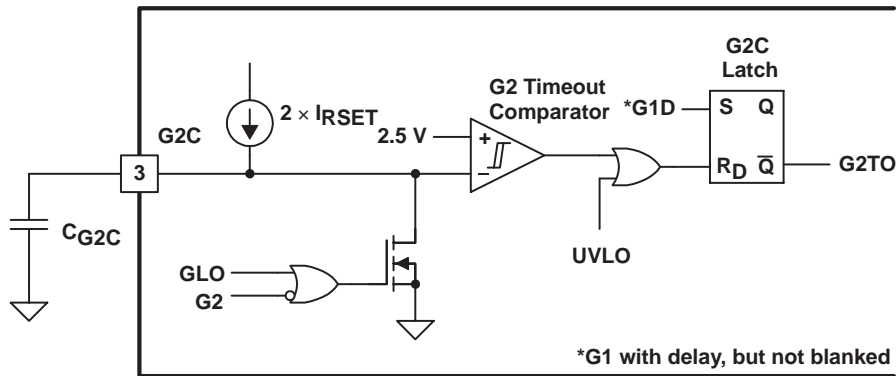 G2C
Latch
G2 Timeout
Comparator
*G1D
S Q
2 × IRSET
G2C
2.5 V
+
–
3
RD Q̅
G2TO
CG2C
UVLO
GLO
G2
*G1 with delay, but not blanked